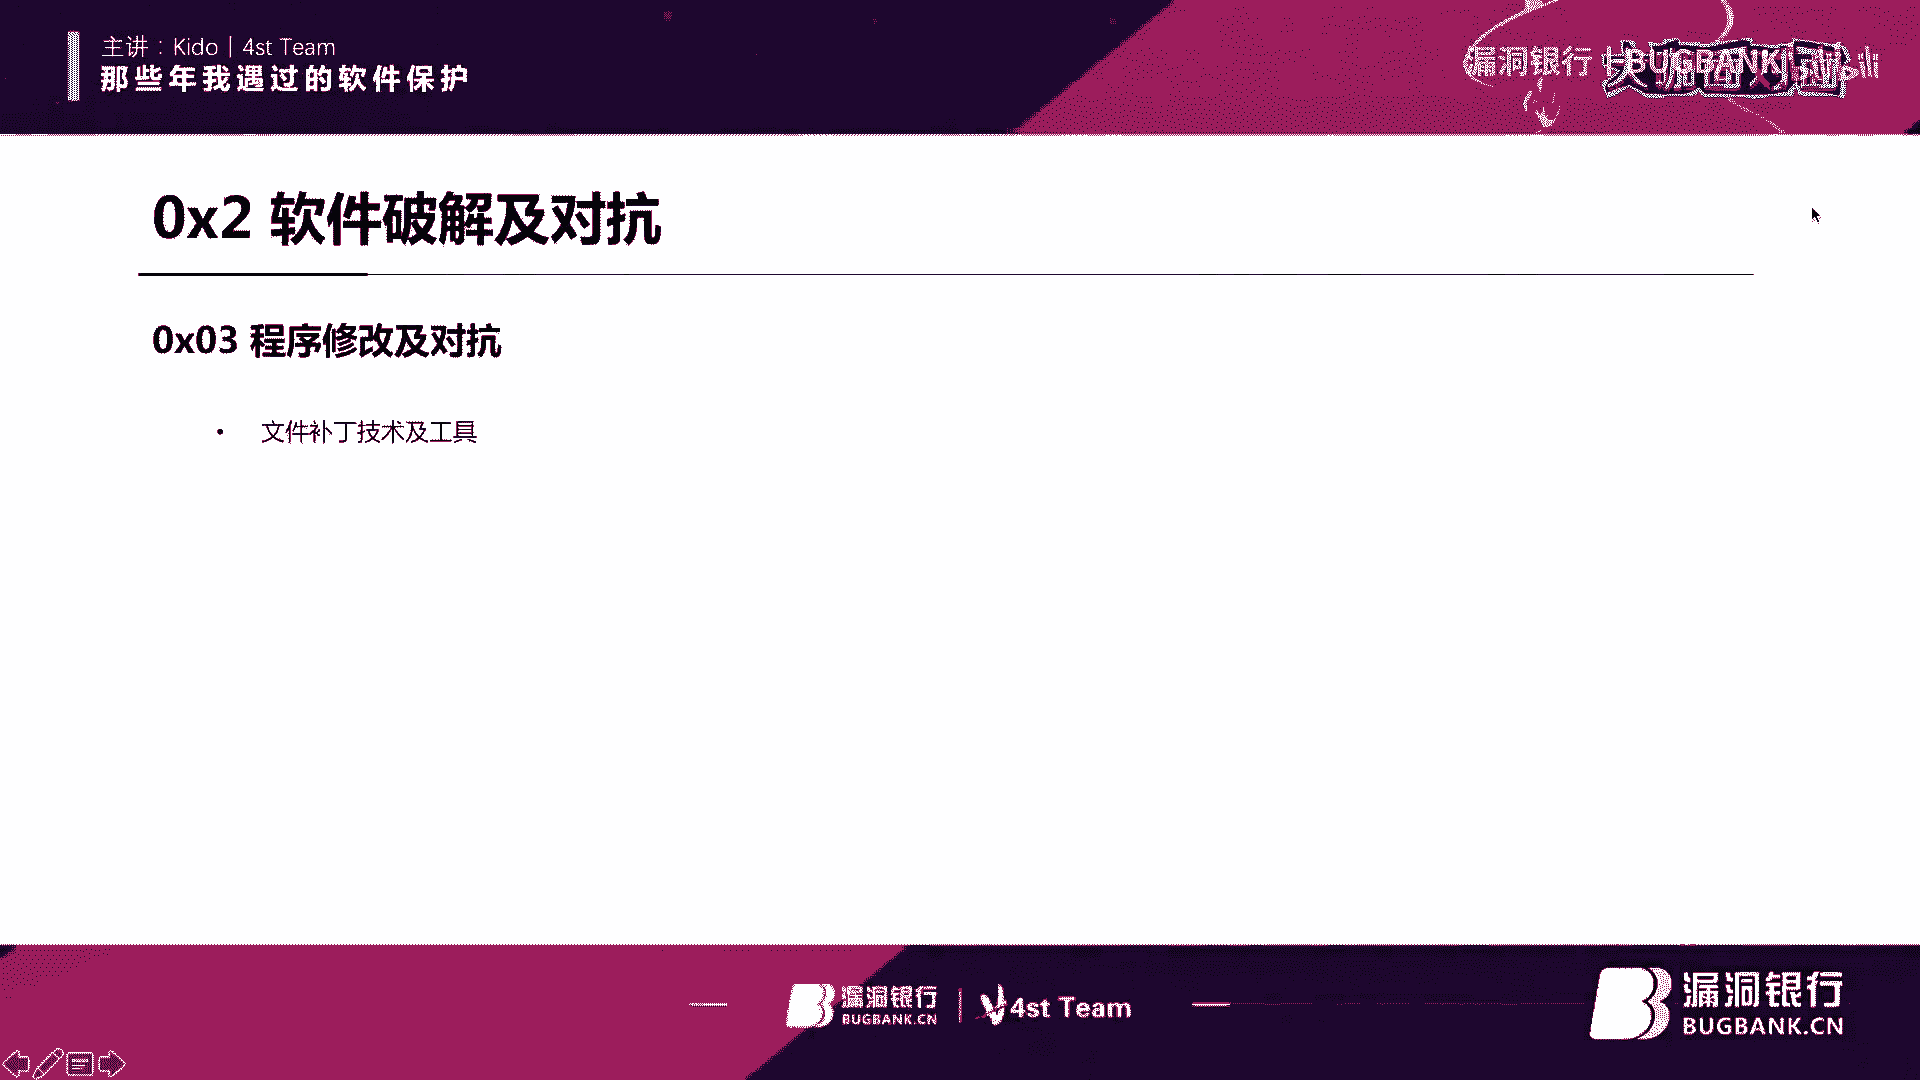 主讲：Kido | 4st Team
那些年我遇过的软件保护
漏洞银行
BUGBANK
0x2 软件破解及对抗
0x03 程序修改及对抗
• 文件补丁技术及工具
漏洞银行
BUGBANK.CN
4st Team
漏洞银行
BUGBANK.CN